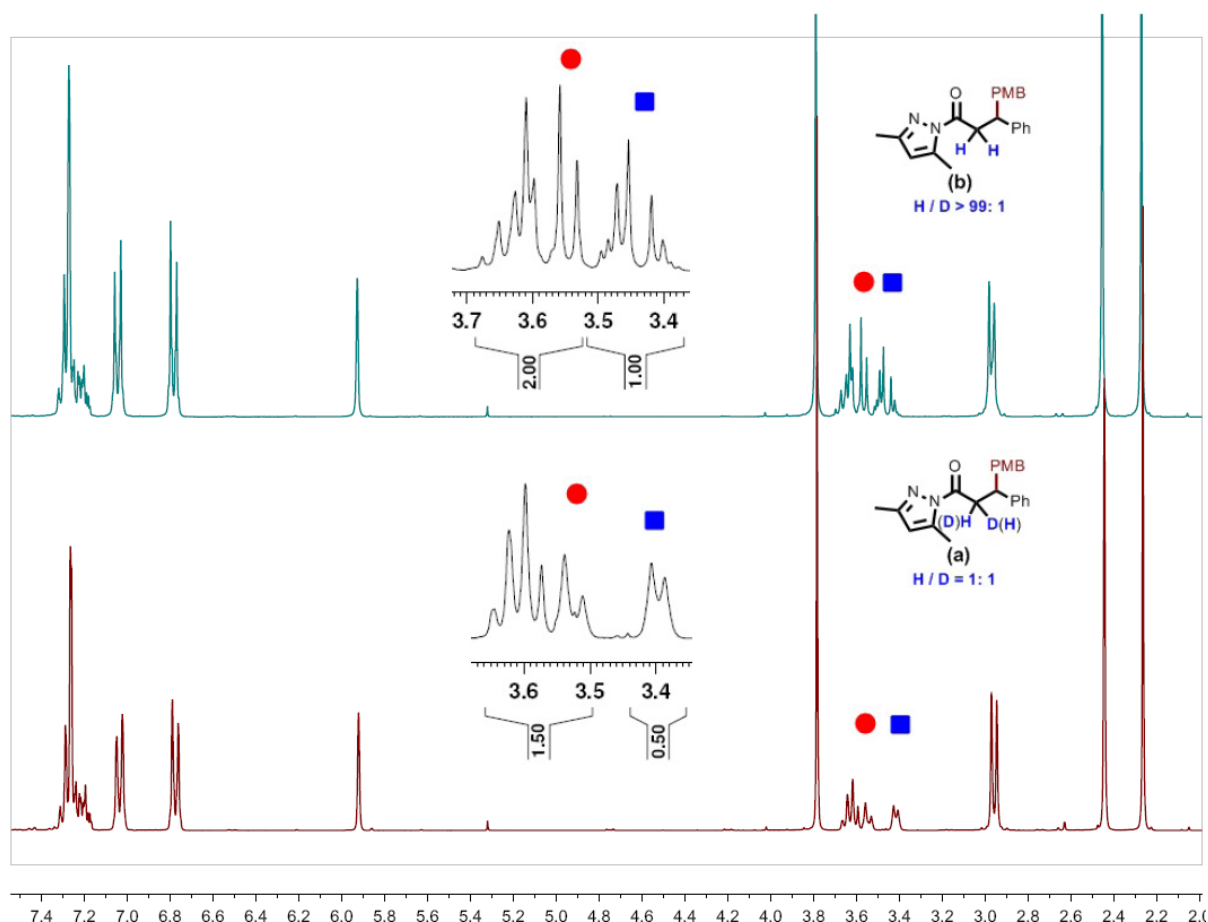 O
PMB
N
N
Ph
H
H
(b)
H / D > 99: 1
3.7
3.6
3.5
3.4
2.00
1.00
O
PMB
N
N
Ph
(D)H
D(H)
(a)
H / D = 1: 1
3.6
3.5
3.4
1.50
0.50
7.4 7.2 7.0 6.8 6.6 6.4 6.2 6.0 5.8 5.6 5.4 5.2 5.0 4.8 4.6 4.4 4.2 4.0 3.8 3.6 3.4 3.2 3.0 2.8 2.6 2.4 2.2 2.0